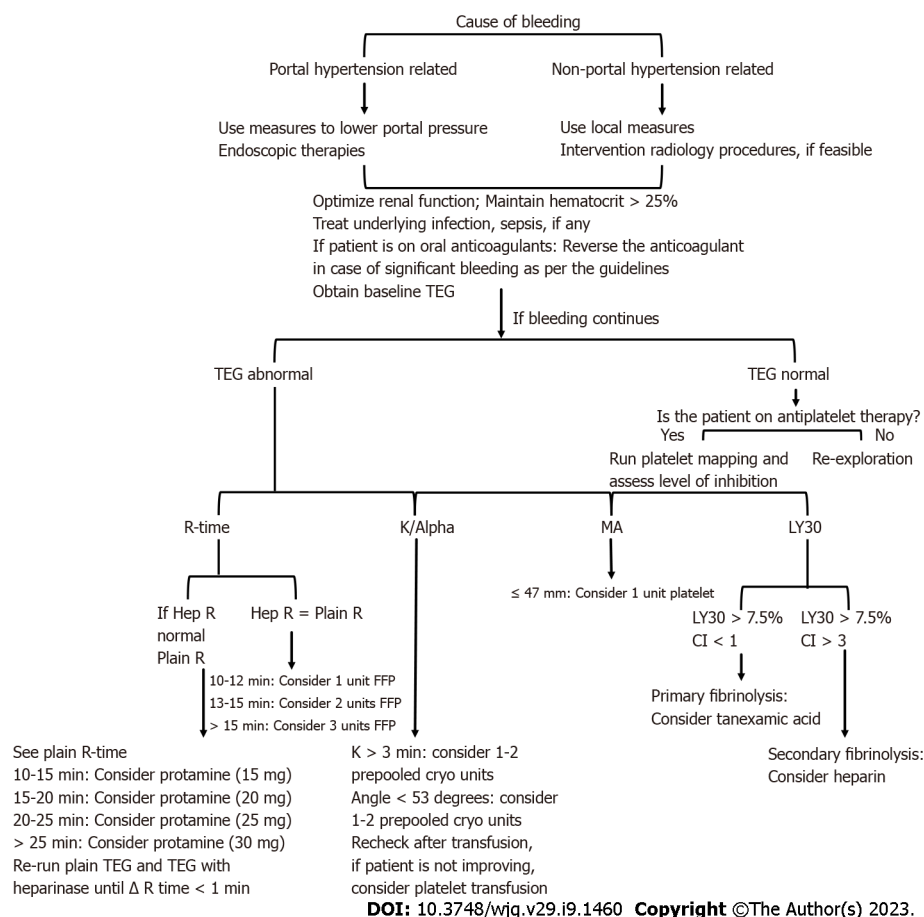 Cause of bleeding
Portal hypertension related
Non-portal hypertension related
Use measures to lower portal pressure
Endoscopic therapies
Use local measures
Intervention radiology procedures, if feasible
Optimize renal function; Maintain hematocrit > 25%
Treat underlying infection, sepsis, if any
If patient is on oral anticoagulants: Reverse the anticoagulant
in case of significant bleeding as per the guidelines
Obtain baseline TEG
If bleeding continues
TEG abnormal
TEG normal
Is the patient on antiplatelet therapy?
Yes
No
Run platelet mapping and
assess level of inhibition
Re-exploration
R-time
K/Alpha
MA
LY30
If Hep R
normal
Plain R
Hep R = Plain R
10-12 min: Consider 1 unit FFP
13-15 min: Consider 2 units FFP
> 15 min: Consider 3 units FFP
≤ 47 mm: Consider 1 unit platelet
LY30 > 7.5%
CI < 1
LY30 > 7.5%
CI > 3
Primary fibrinolysis:
Consider tanexamic acid
Secondary fibrinolysis:
Consider heparin
See plain R-time
10-15 min: Consider protamine (15 mg)
15-20 min: Consider protamine (20 mg)
20-25 min: Consider protamine (25 mg)
> 25 min: Consider protamine (30 mg)
Re-run plain TEG and TEG with
heparinase until Δ R time < 1 min
K > 3 min: consider 1-2
prepooled cryo units
Angle < 53 degrees: consider
1-2 prepooled cryo units
Recheck after transfusion,
if patient is not improving,
consider platelet transfusion
DOI: 10.3748/wjg.v29.i9.1460 Copyright ©The Author(s) 2023.